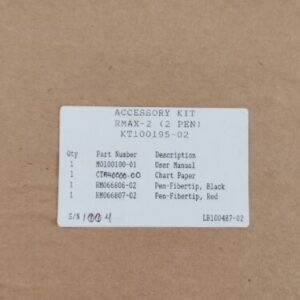 ACCESSORY KIT
RMAX-2 (2 PEN)
KT100195-02
Qty Part Number Description
1 M0100100-01 User Manual
1 Chart Paper
1 RM066806-02 Pen-Fibertip, Black
1 RM066807-02 Pen-Fibertip, Red
S/N 1004 LB100487-02